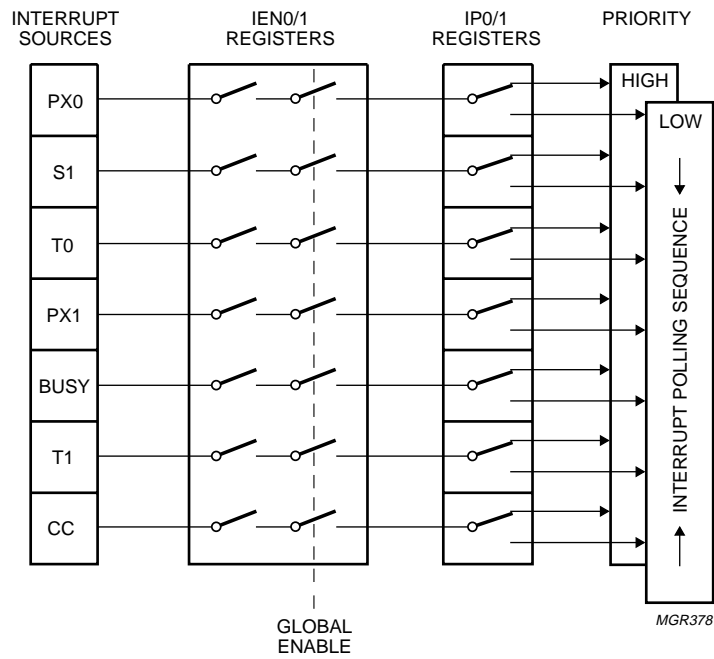 INTERRUPT
SOURCES
IEN0/1
REGISTERS
IP0/1
REGISTERS
PRIORITY
PX0
S1
T0
PX1
BUSY
T1
CC
HIGH
LOW
INTERRUPT POLLING SEQUENCE
GLOBAL
ENABLE
MGR378